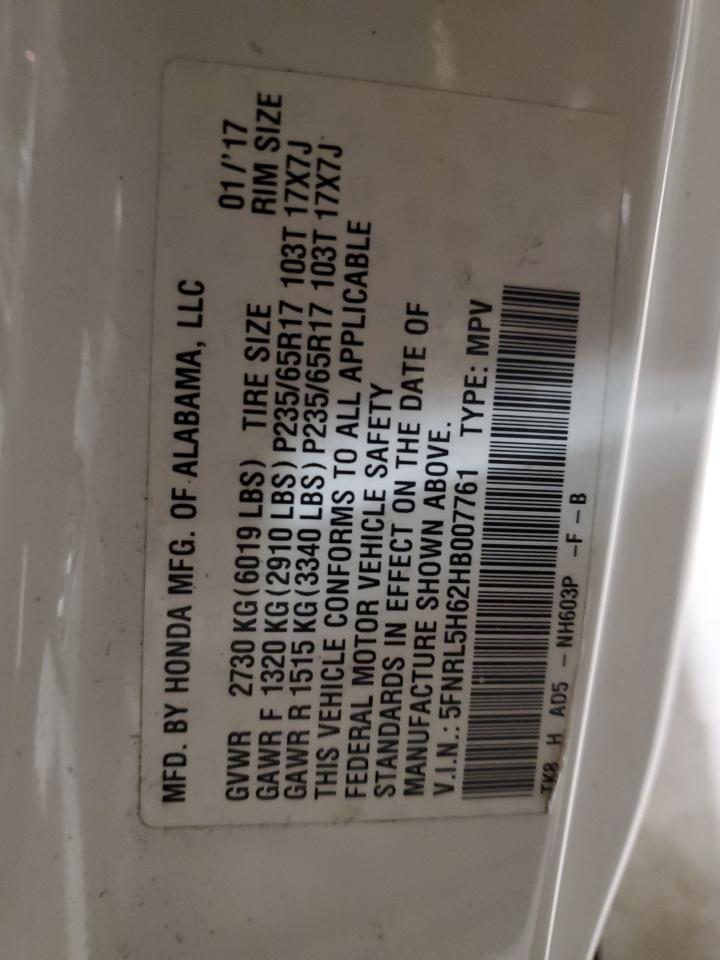 MFD. BY HONDA MFG. OF ALABAMA, LLC
01/'17
GVWR 2730 KG(6019 LBS) TIRE SIZE RIM SIZE
GAWR F 1320 KG(2910 LBS) P235/65R17 103T 17X7J
GAWR R 1515 KG(3340 LBS) P235/65R17 103T 17X7J
THIS VEHICLE CONFORMS TO ALL APPLICABLE
FEDERAL MOTOR VEHICLE SAFETY
STANDARDS IN EFFECT ON THE DATE OF
MANUFACTURE SHOWN ABOVE.
V.I.N.: 5FNRL5H62HB007761 TYPE: MPV
TK8 H AD5 - NH603P -F-B